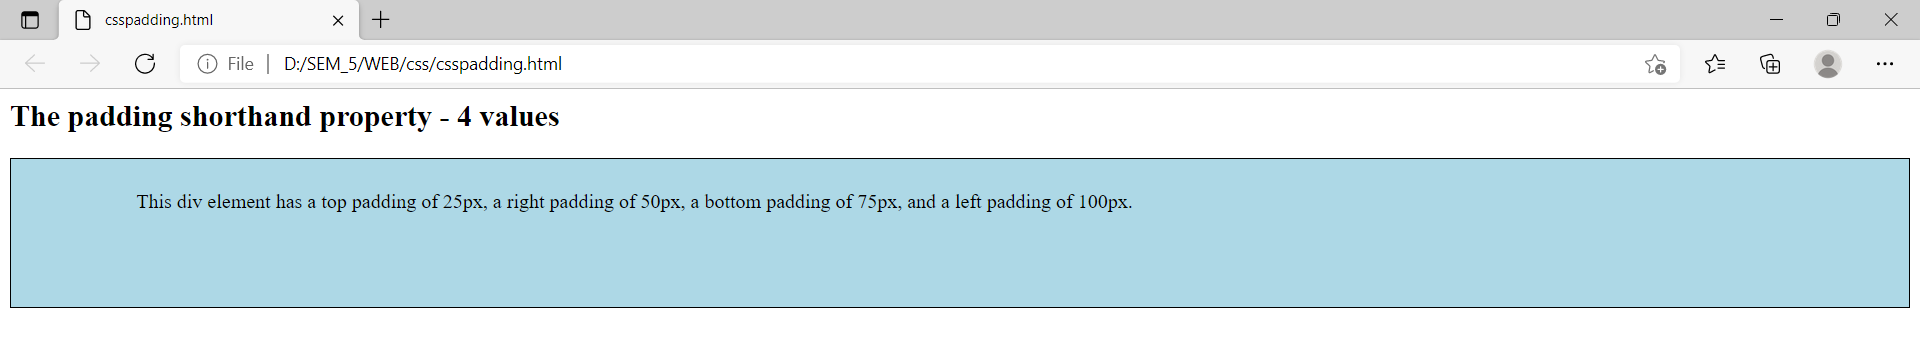 csspadding.html
File D:/SEM_5/WEB/css/csspadding.html
The padding shorthand property - 4 values
This div element has a top padding of 25px, a right padding of 50px, a bottom padding of 75px, and a left padding of 100px.